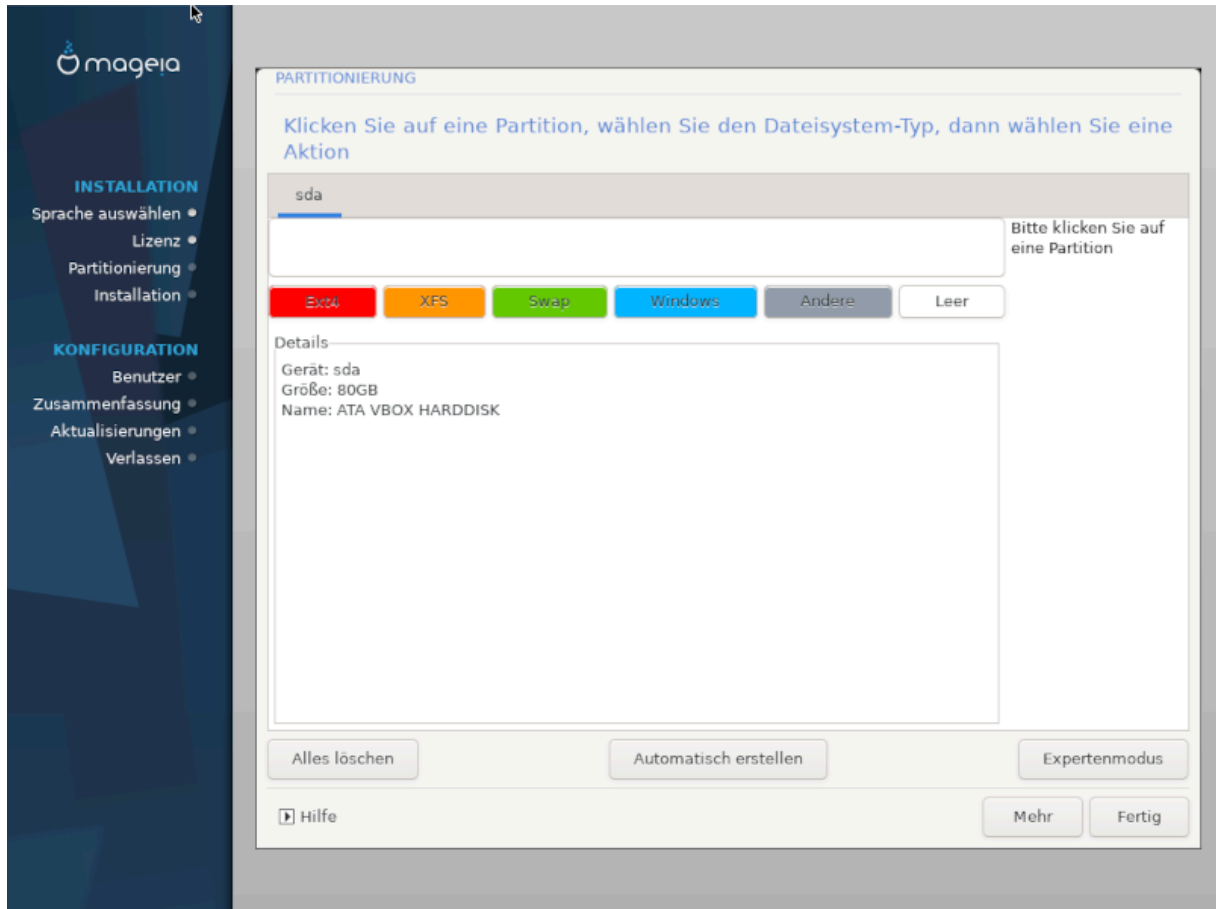 mageia
INSTALLATION
Sprache auswählen
Lizenz
Partitionierung
Installation
KONFIGURATION
Benutzer
Zusammenfassung
Aktualisierungen
Verlassen
PARTITIONIERUNG
Klicken Sie auf eine Partition, wählen Sie den Dateisystem-Typ, dann wählen Sie eine
Aktion
sda
Bitte klicken Sie auf
eine Partition
Ext4 XFS Swap Windows Andere Leer
Details
Gerät: sda
Größe: 80GB
Name: ATA VBOX HARDDISK
Alles löschen Automatisch erstellen Expertenmodus
Hilfe Mehr Fertig